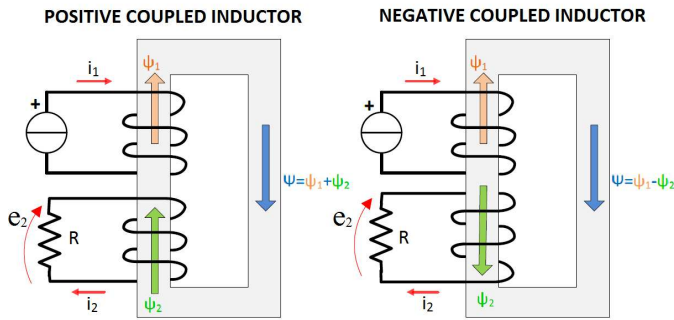 POSITIVE COUPLED INDUCTOR
i₁
ψ₁
+
Ψ=ψ₁+ψ₂
e₂
R
i₂
ψ₂
NEGATIVE COUPLED INDUCTOR
i₁
ψ₁
+
Ψ=ψ₁-ψ₂
e₂
R
i₂
ψ₂